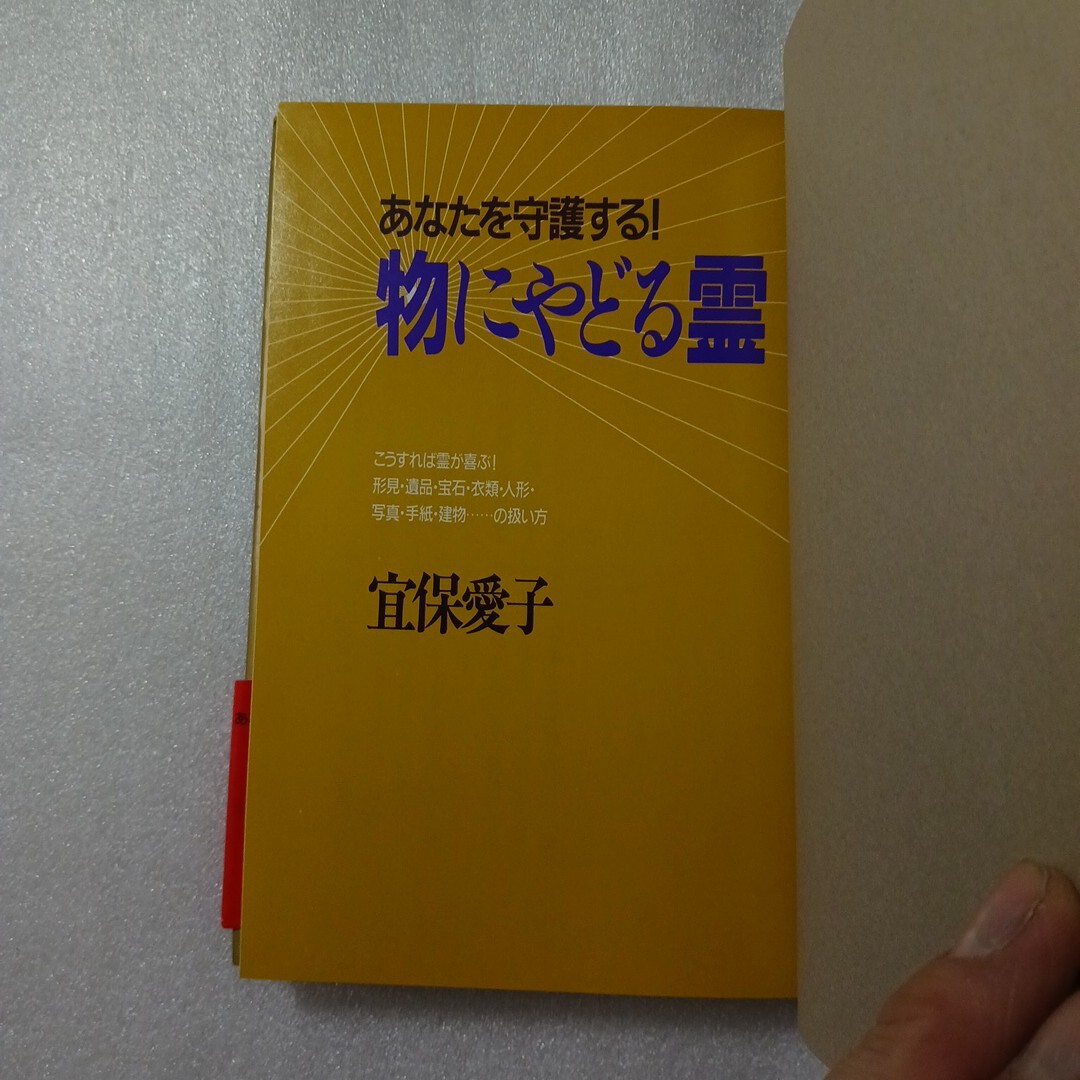 あなたを守護する!
物にやどる霊
こうすれば霊が喜ぶ!
形見・遺品・宝石・衣類・人形・
写真・手紙・建物……の扱い方
宜保愛子
あ